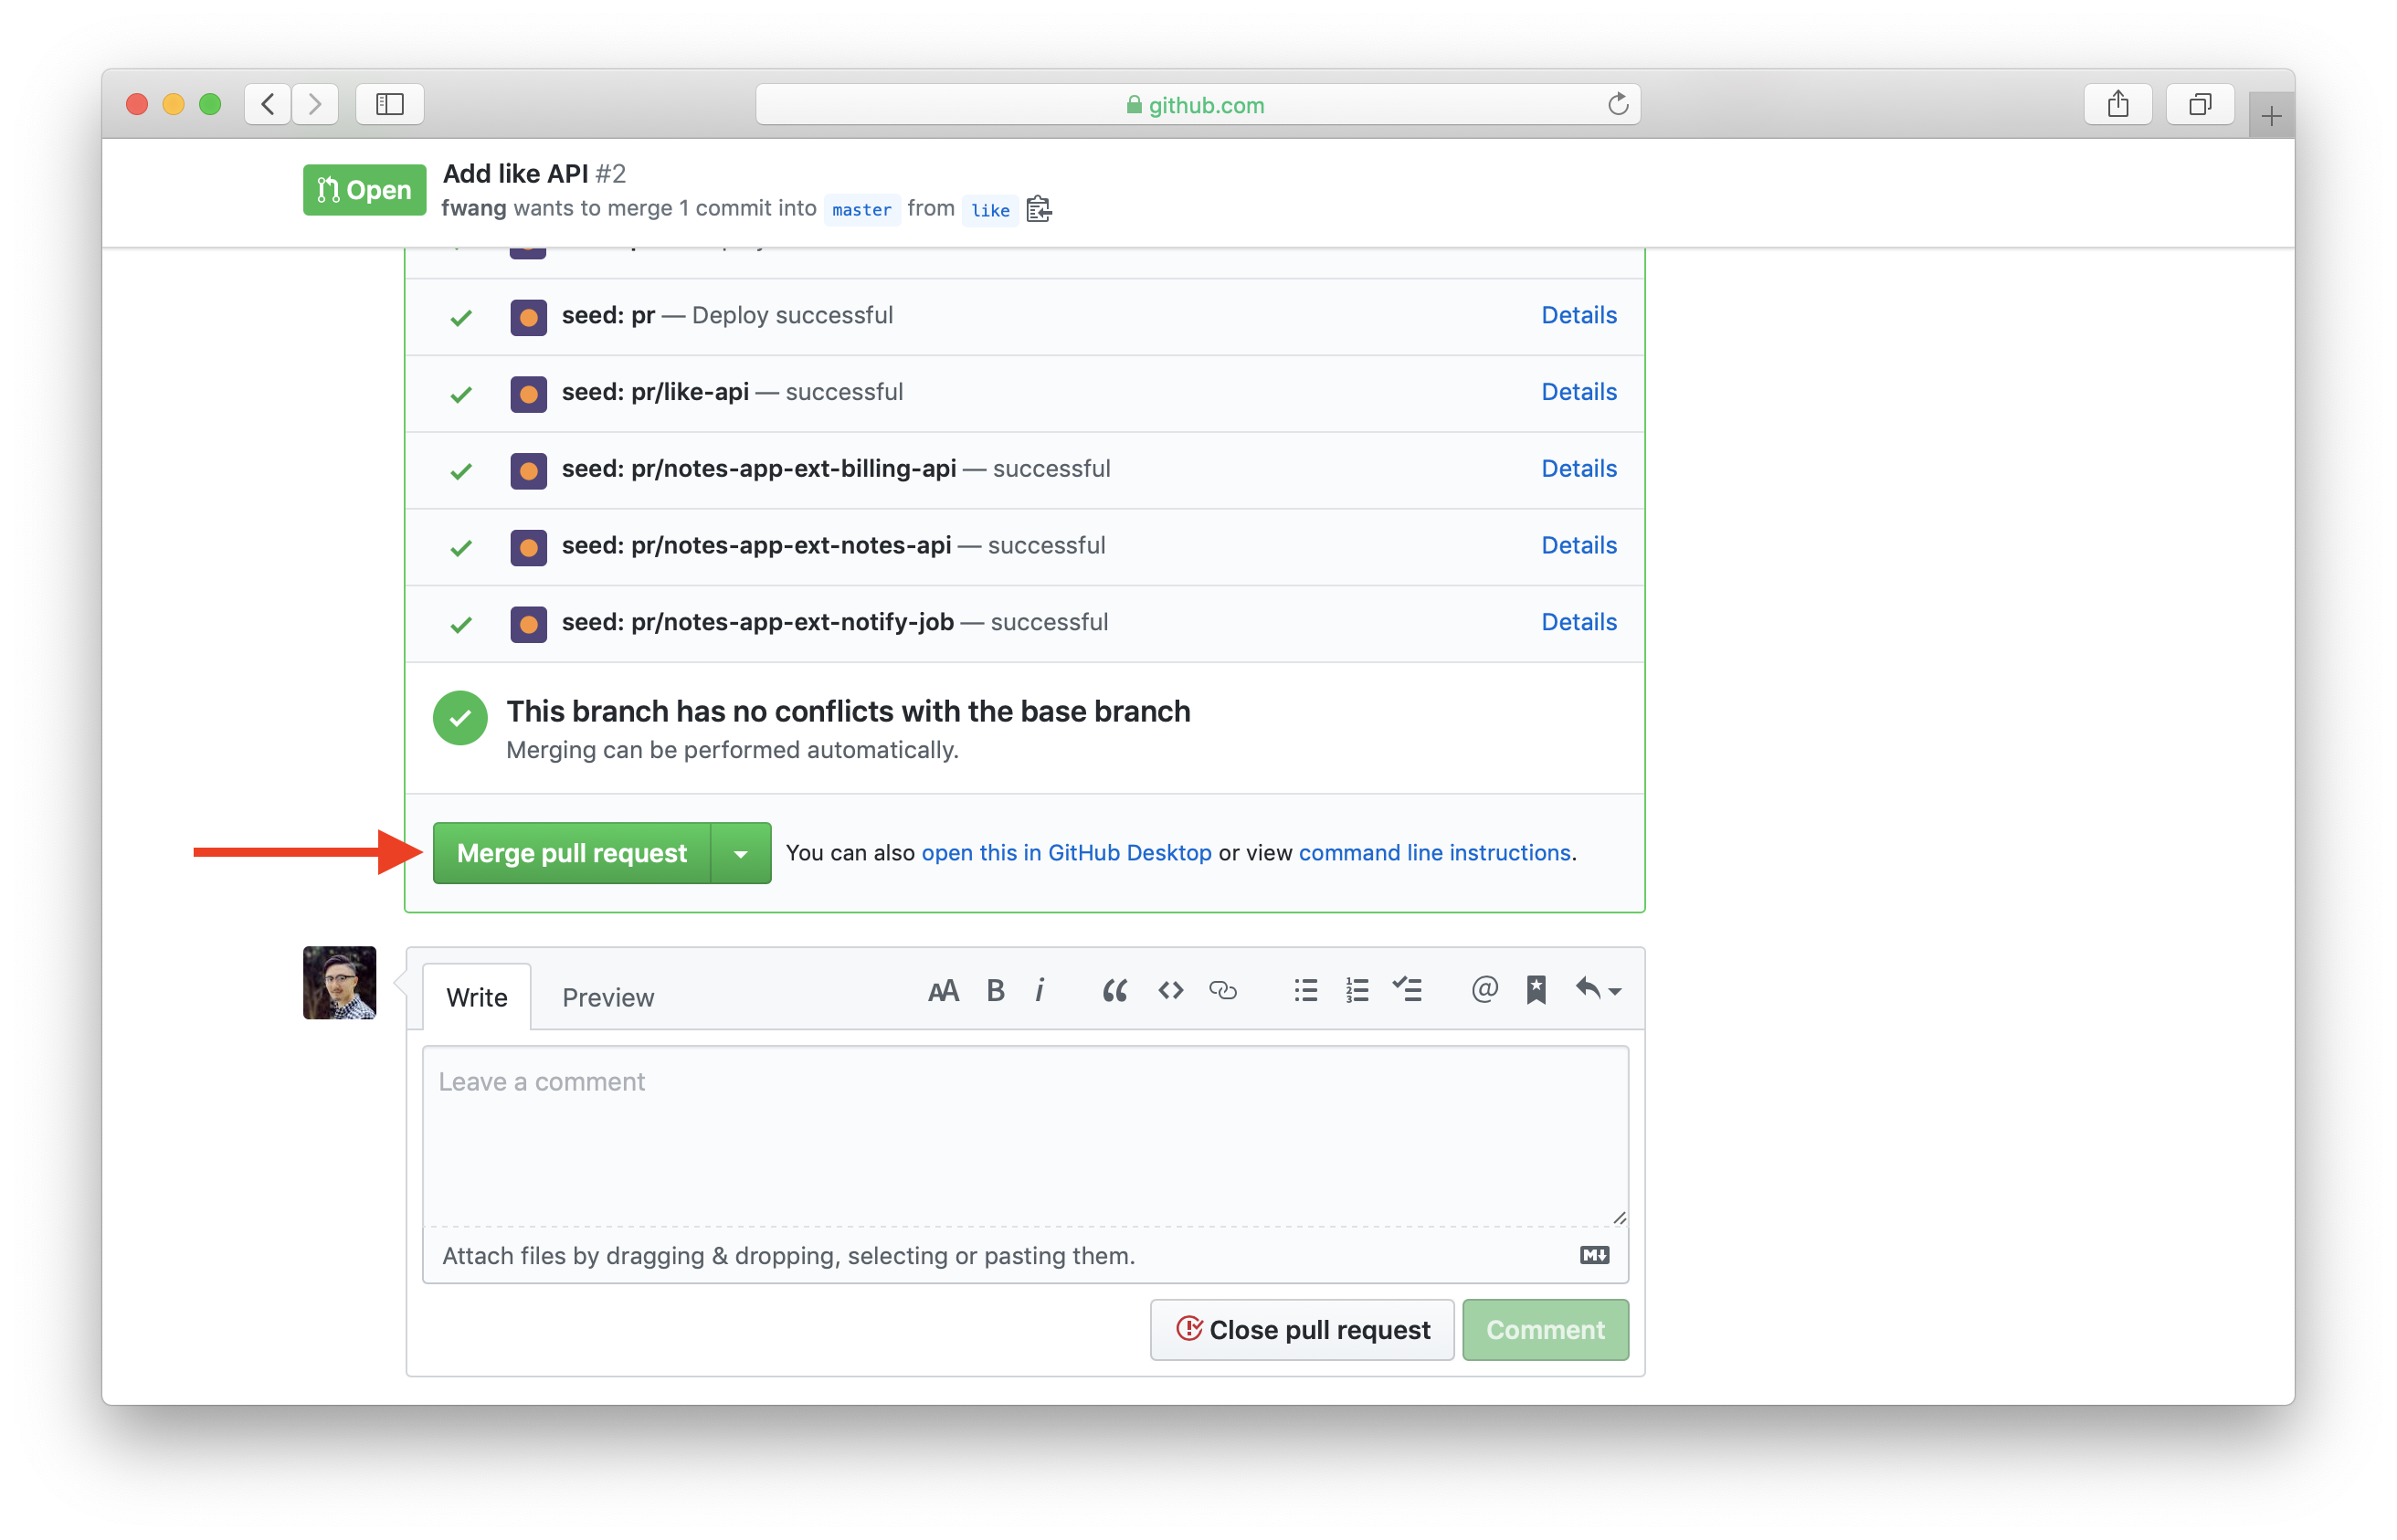 github.com
Open
Add like API #2
fwang wants to merge 1 commit into master from like
seed: pr — Deploy successful Details
seed: pr/like-api — successful Details
seed: pr/notes-app-ext-billing-api — successful Details
seed: pr/notes-app-ext-notes-api — successful Details
seed: pr/notes-app-ext-notify-job — successful Details
This branch has no conflicts with the base branch
Merging can be performed automatically.
Merge pull request You can also open this in GitHub Desktop or view command line instructions.
Write Preview
Leave a comment
Attach files by dragging & dropping, selecting or pasting them.
Close pull request Comment